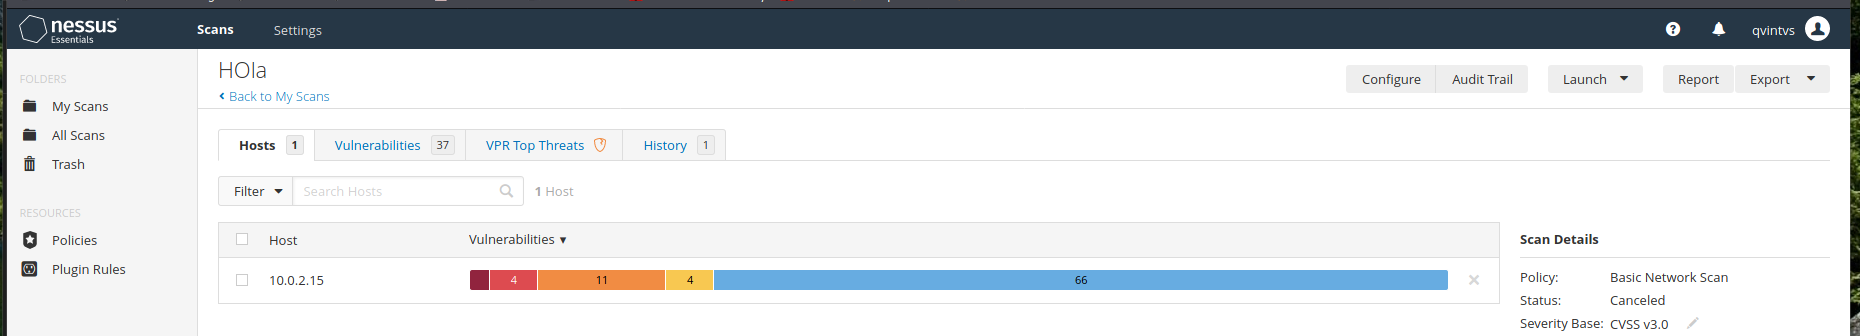 nessus
Essentials
Scans
Settings
qvintvs
FOLDERS
My Scans
All Scans
Trash
RESOURCES
Policies
Plugin Rules
HOla
Back to My Scans
Configure
Audit Trail
Launch
Report
Export
Hosts 1
Vulnerabilities 37
VPR Top Threats
History 1
Filter
Search Hosts
1 Host
Host
Vulnerabilities
10.0.2.15
4
11
4
66
Scan Details
Policy: Basic Network Scan
Status: Canceled
Severity Base: CVSS v3.0